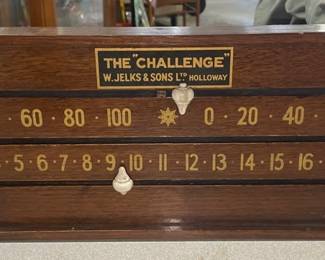 THE "CHALLENGE"
W. JELKS & SONS LTD HOLLOWAY
60 80 100 0 20 40
5 · 6 · 7 · 8 · 9 · 10 · 11 · 12 · 13 · 14 · 15 · 16